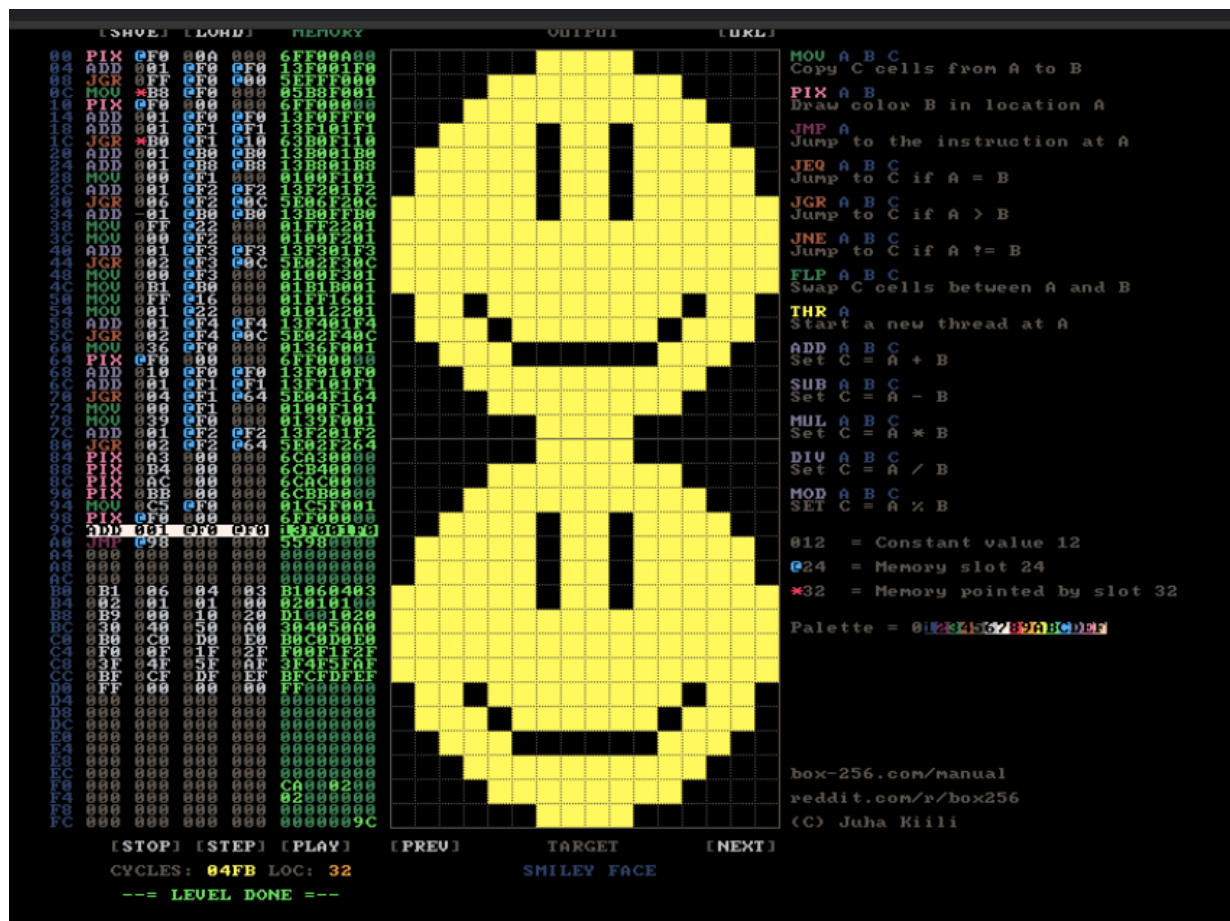 [SAVE] [LOAD] MEMORY OUTPUT [URL]
00 PIX @F0 00A 000 6FF00A00
04 ADD 001 @F0 @F0 13F001F0
08 JGR 0FF @F0 @00 5EFFF000
0C MOV *B8 @F0 000 05B8F001
10 PIX @F0 000 000 6FF00000
14 ADD 001 @F0 @F0 13F0FFF0
18 ADD 001 @F1 @F1 13F101F1
1C JGR *B0 @F1 @10 63B0F110
20 ADD 001 @B0 @B0 13B001B0
24 ADD 001 @B8 @B8 13B801B8
28 MOV 000 @F1 000 0100F101
2C ADD 001 @F2 @F2 13F201F2
30 JGR 006 @F2 @0C 5E06F20C
34 ADD -01 @B0 @B0 13B0FFB0
38 MOV 0FF @22 000 01FF2201
3C MOV 000 @F2 000 0100F201
40 ADD 001 @F3 @F3 13F301F3
44 JGR 002 @F3 @0C 5E02F30C
48 MOV 000 @F3 000 0100F301
4C MOV 0B1 @B0 000 01B1B001
50 MOV 0FF @16 000 01FF1601
54 MOV 001 @22 000 01012201
58 ADD 001 @F4 @F4 13F401F4
5C JGR 002 @F4 @0C 5E02F40C
60 MOV 036 @F0 000 0136F001
64 PIX @F0 000 000 6FF00000
68 ADD 010 @F0 @F0 13F010F0
6C ADD 001 @F1 @F1 13F101F1
70 JGR 004 @F1 @64 5E04F164
74 MOV 000 @F1 000 0100F101
78 MOV 039 @F0 000 0139F001
7C ADD 001 @F2 @F2 13F201F2
80 JGR 002 @F2 @64 5E02F264
84 PIX 0A3 000 000 6CA30000
88 PIX 0B4 000 000 6CB40000
8C PIX 0AC 000 000 6CAC0000
90 PIX 0BB 000 000 6CBB0000
94 MOV 0C5 @F0 000 01C5F001
98 PIX @F0 000 000 6FF00000
9C ADD 001 @F0 @F0 13F001F0
A0 JMP @98 000 000 55980000
A4 000 000 000 000 00000000
A8 000 000 000 000 00000000
AC 000 000 000 000 00000000
B0 0B1 006 004 003 B1060403
B4 002 001 001 000 02010100
B8 0B9 000 010 020 D1001020
BC 030 040 050 0A0 304050A0
C0 0B0 0C0 0D0 0E0 B0C0D0E0
C4 0F0 00F 01F 02F F00F1F2F
C8 03F 04F 05F 0AF 3F4F5FAF
CC 0BF 0CF 0DF 0EF BFCFDFEF
D0 0FF 000 000 000 FF000000
D4 000 000 000 000 00000000
D8 000 000 000 000 00000000
DC 000 000 000 000 00000000
E0 000 000 000 000 00000000
E4 000 000 000 000 00000000
E8 000 000 000 000 00000000
EC 000 000 000 000 00000000
F0 000 000 000 000 CA000200
F4 000 000 000 000 02000000
F8 000 000 000 000 00000000
FC 000 000 000 000 0000009C
[STOP] [STEP] [PLAY] [PREV] TARGET [NEXT]
CYCLES: 04FB LOC: 32 SMILEY FACE
--= LEVEL DONE =--
MOV A B C
Copy C cells from A to B
PIX A B
Draw color B in location A
JMP A
Jump to the instruction at A
JEQ A B C
Jump to C if A = B
JGR A B C
Jump to C if A > B
JNE A B C
Jump to C if A != B
FLP A B C
Swap C cells between A and B
THR A
Start a new thread at A
ADD A B C
Set C = A + B
SUB A B C
Set C = A - B
MUL A B C
Set C = A * B
DIV A B C
Set C = A / B
MOD A B C
SET C = A % B
012 = Constant value 12
@24 = Memory slot 24
*32 = Memory pointed by slot 32
Palette = 0123456789ABCDEF
box-256.com/manual
reddit.com/r/box256
(C) Juha Kiili